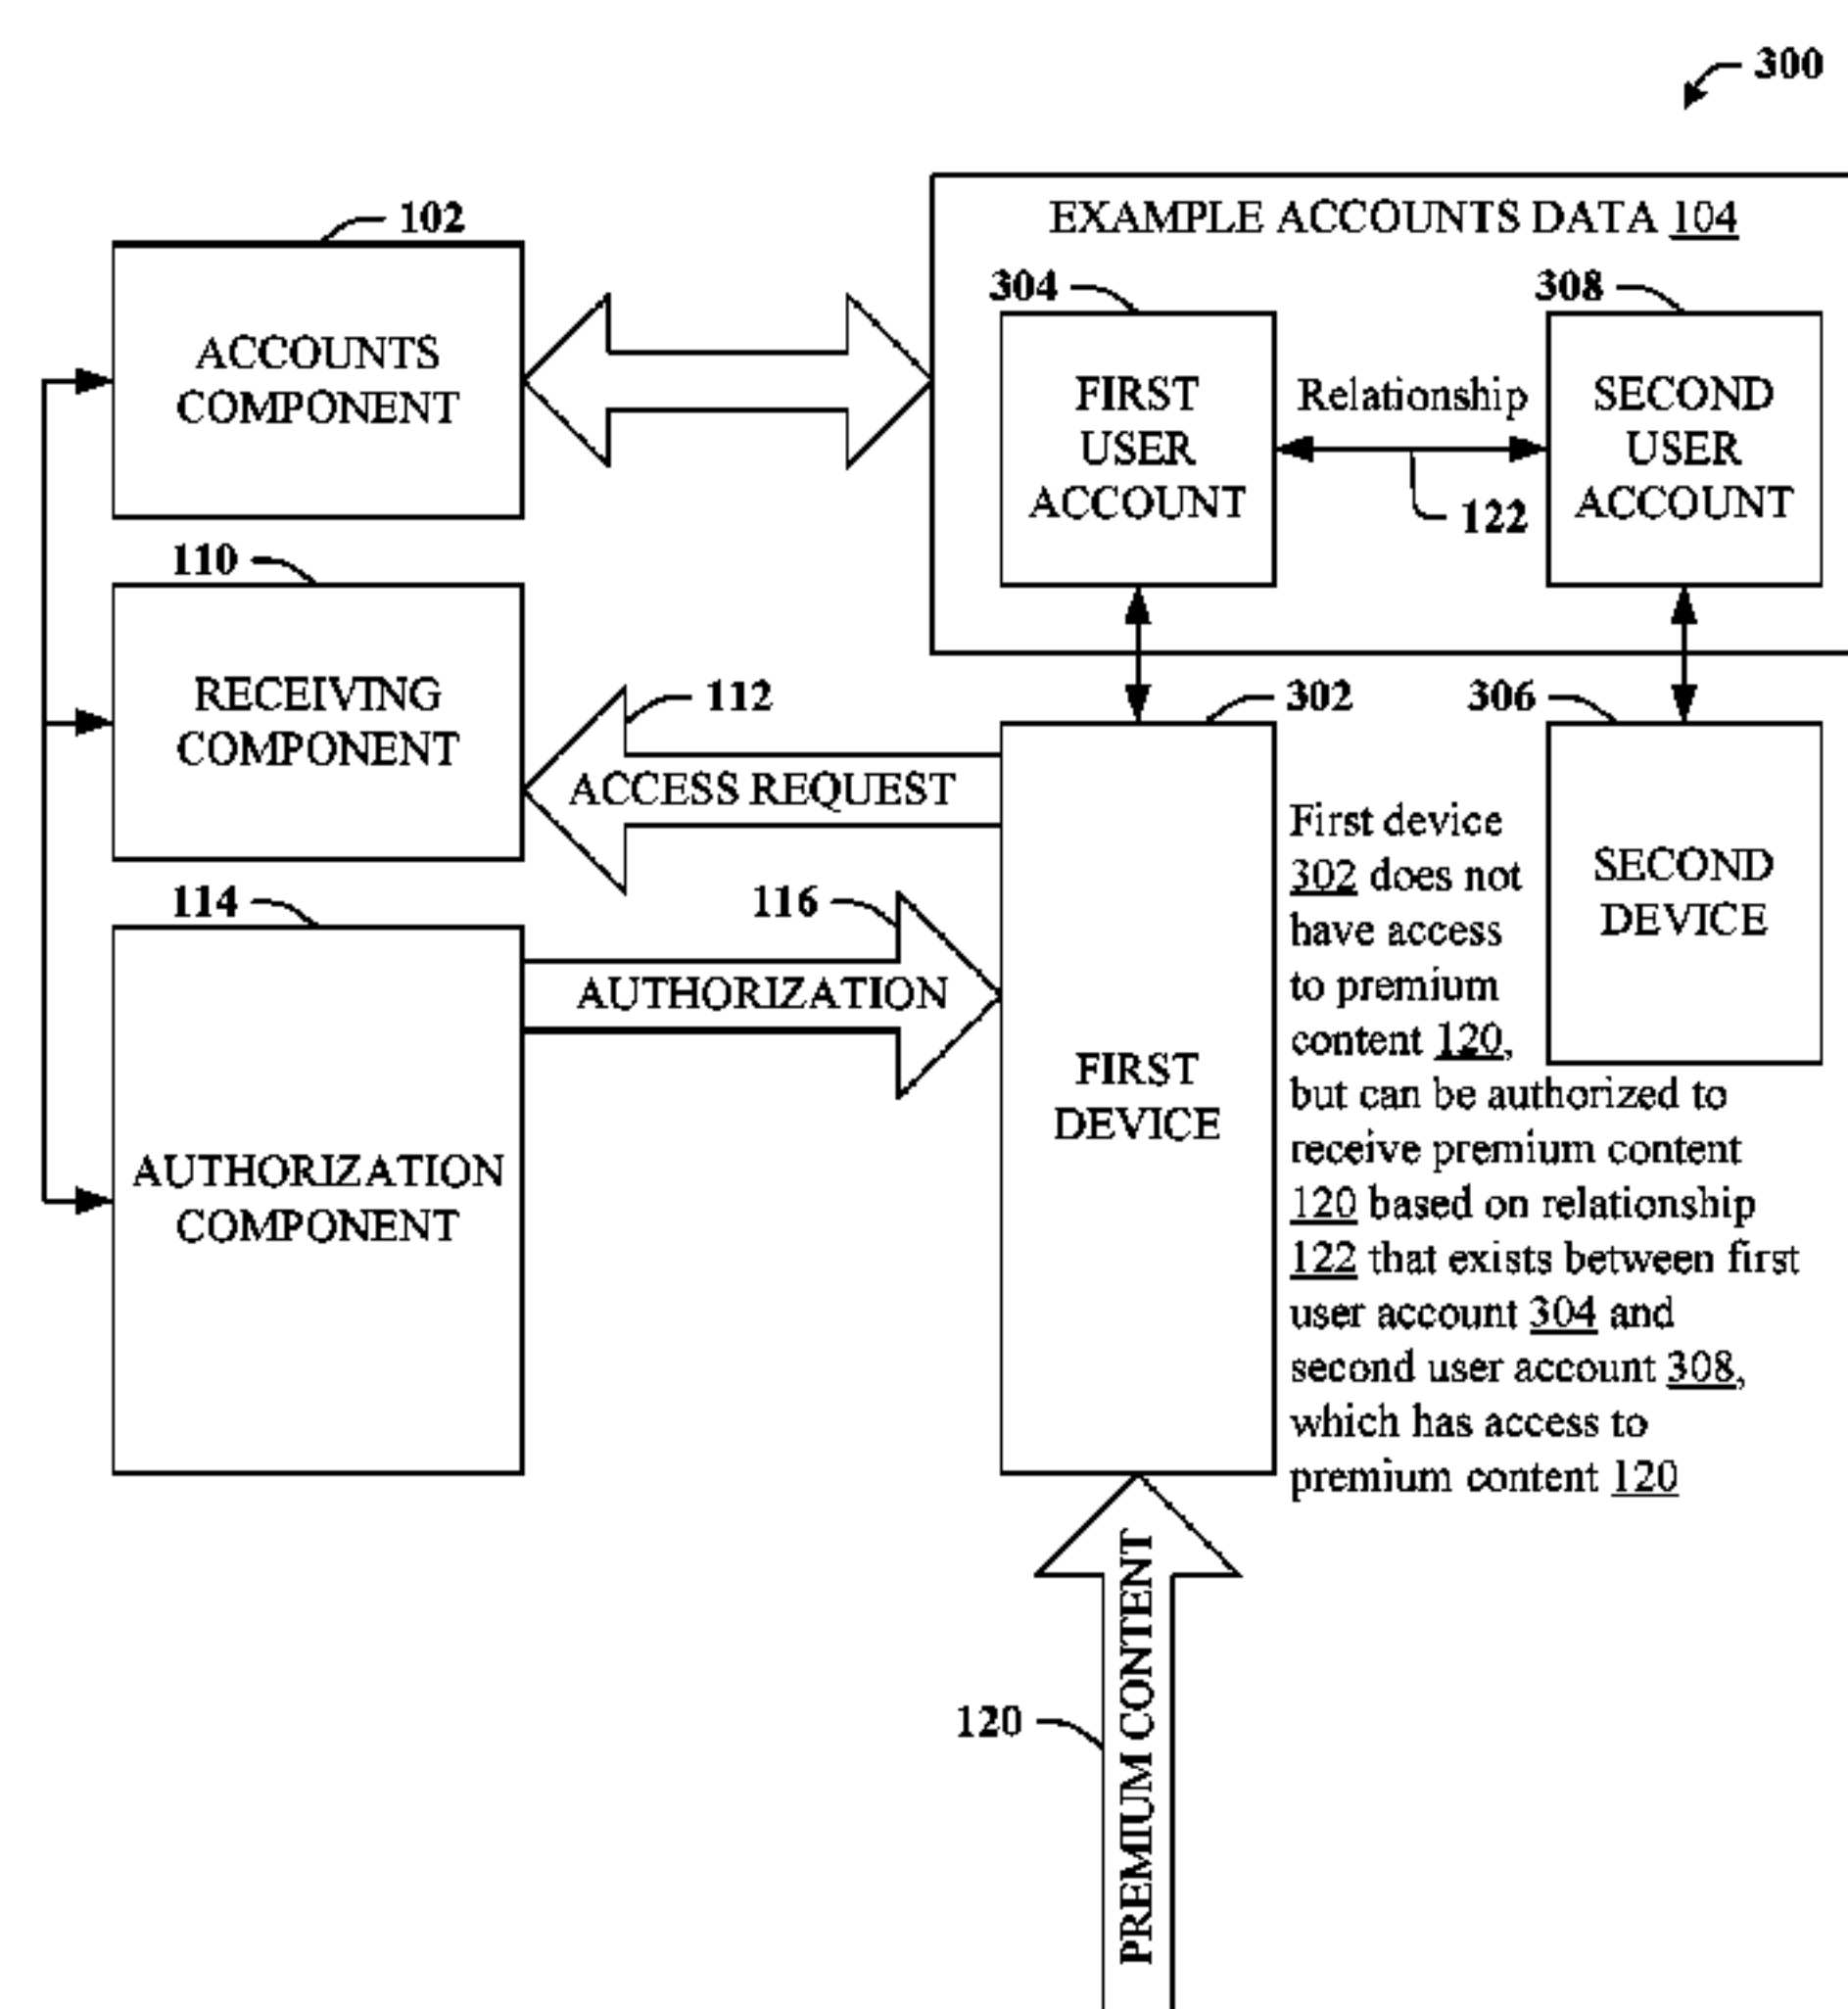 300
102
EXAMPLE ACCOUNTS DATA 104
304
308
ACCOUNTS
COMPONENT
FIRST
USER
ACCOUNT
Relationship
122
SECOND
USER
ACCOUNT
110
RECEIVING
COMPONENT
112
ACCESS REQUEST
302
306
114
116
AUTHORIZATION
AUTHORIZATION
COMPONENT
FIRST
DEVICE
SECOND
DEVICE
First device
302 does not
have access
to premium
content 120,
but can be authorized to
receive premium content
120 based on relationship
122 that exists between first
user account 304 and
second user account 308,
which has access to
premium content 120
120
PREMIUM CONTENT